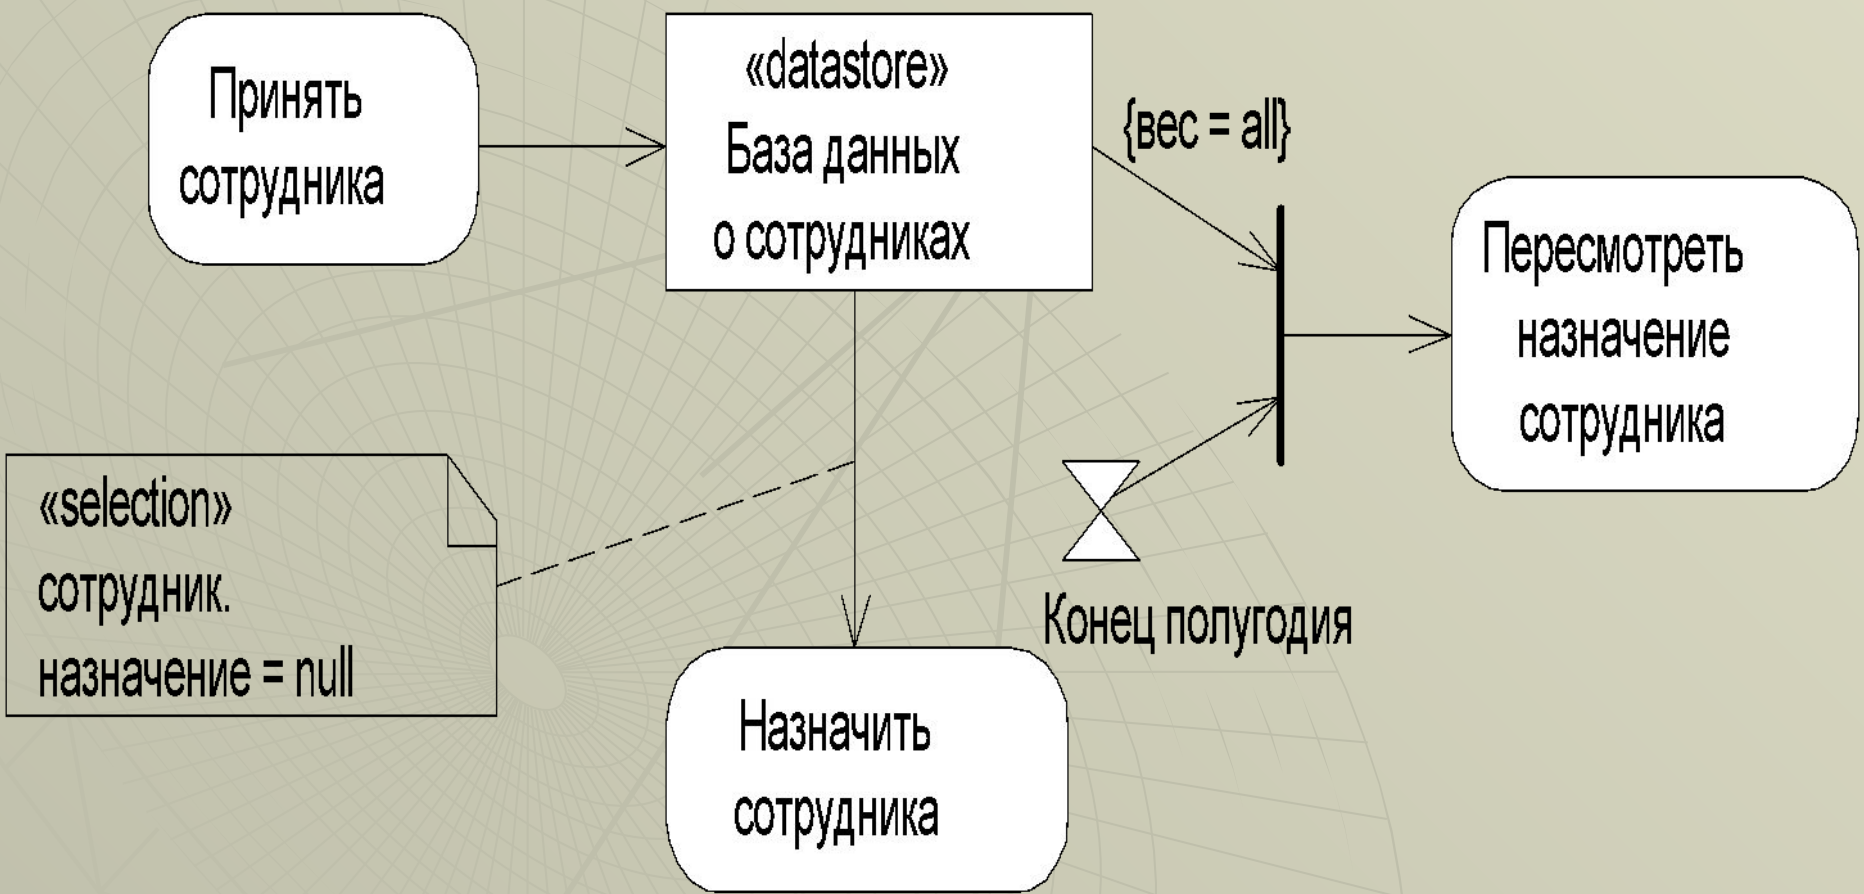 Принять
сотрудника
«datastore»
База данных
о сотрудниках
{вес = all}
Пересмотреть
назначение
сотрудника
«selection»
сотрудник.
назначение = null
Конец полугодия
Назначить
сотрудника